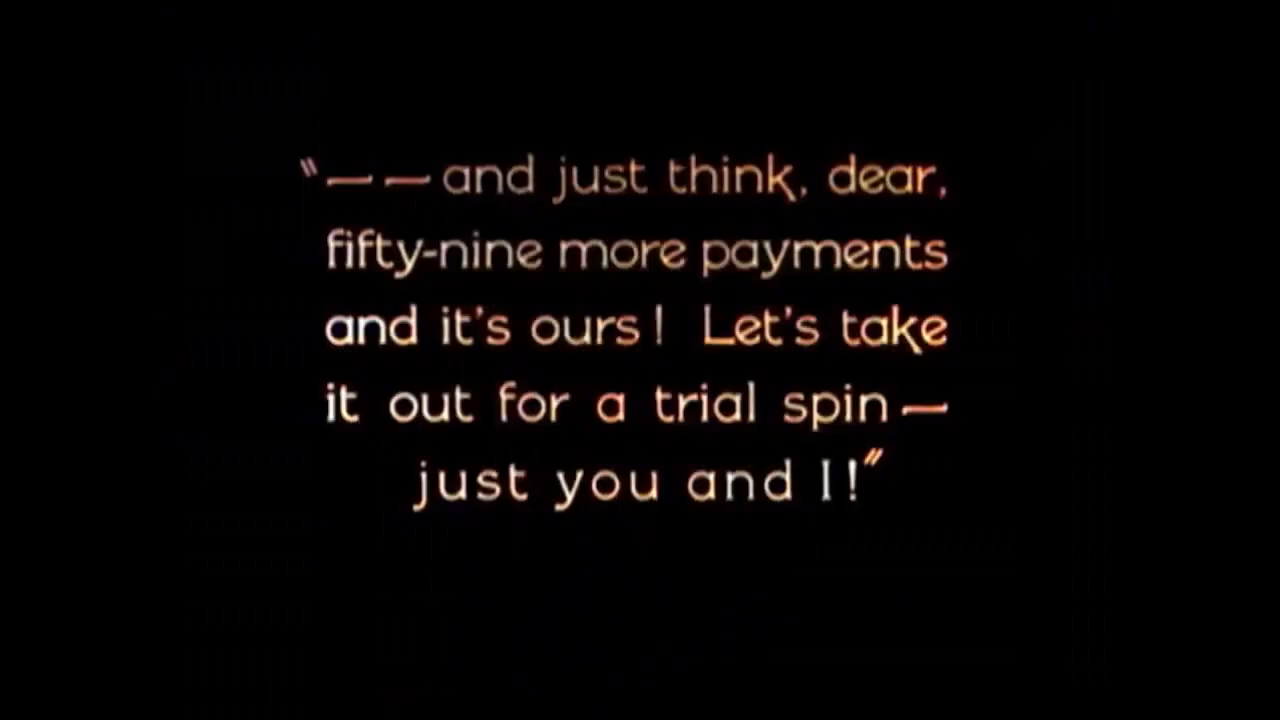 "— — and just think, dear,
fifty-nine more payments
and it's ours! Let's take
it out for a trial spin —
just you and I!"